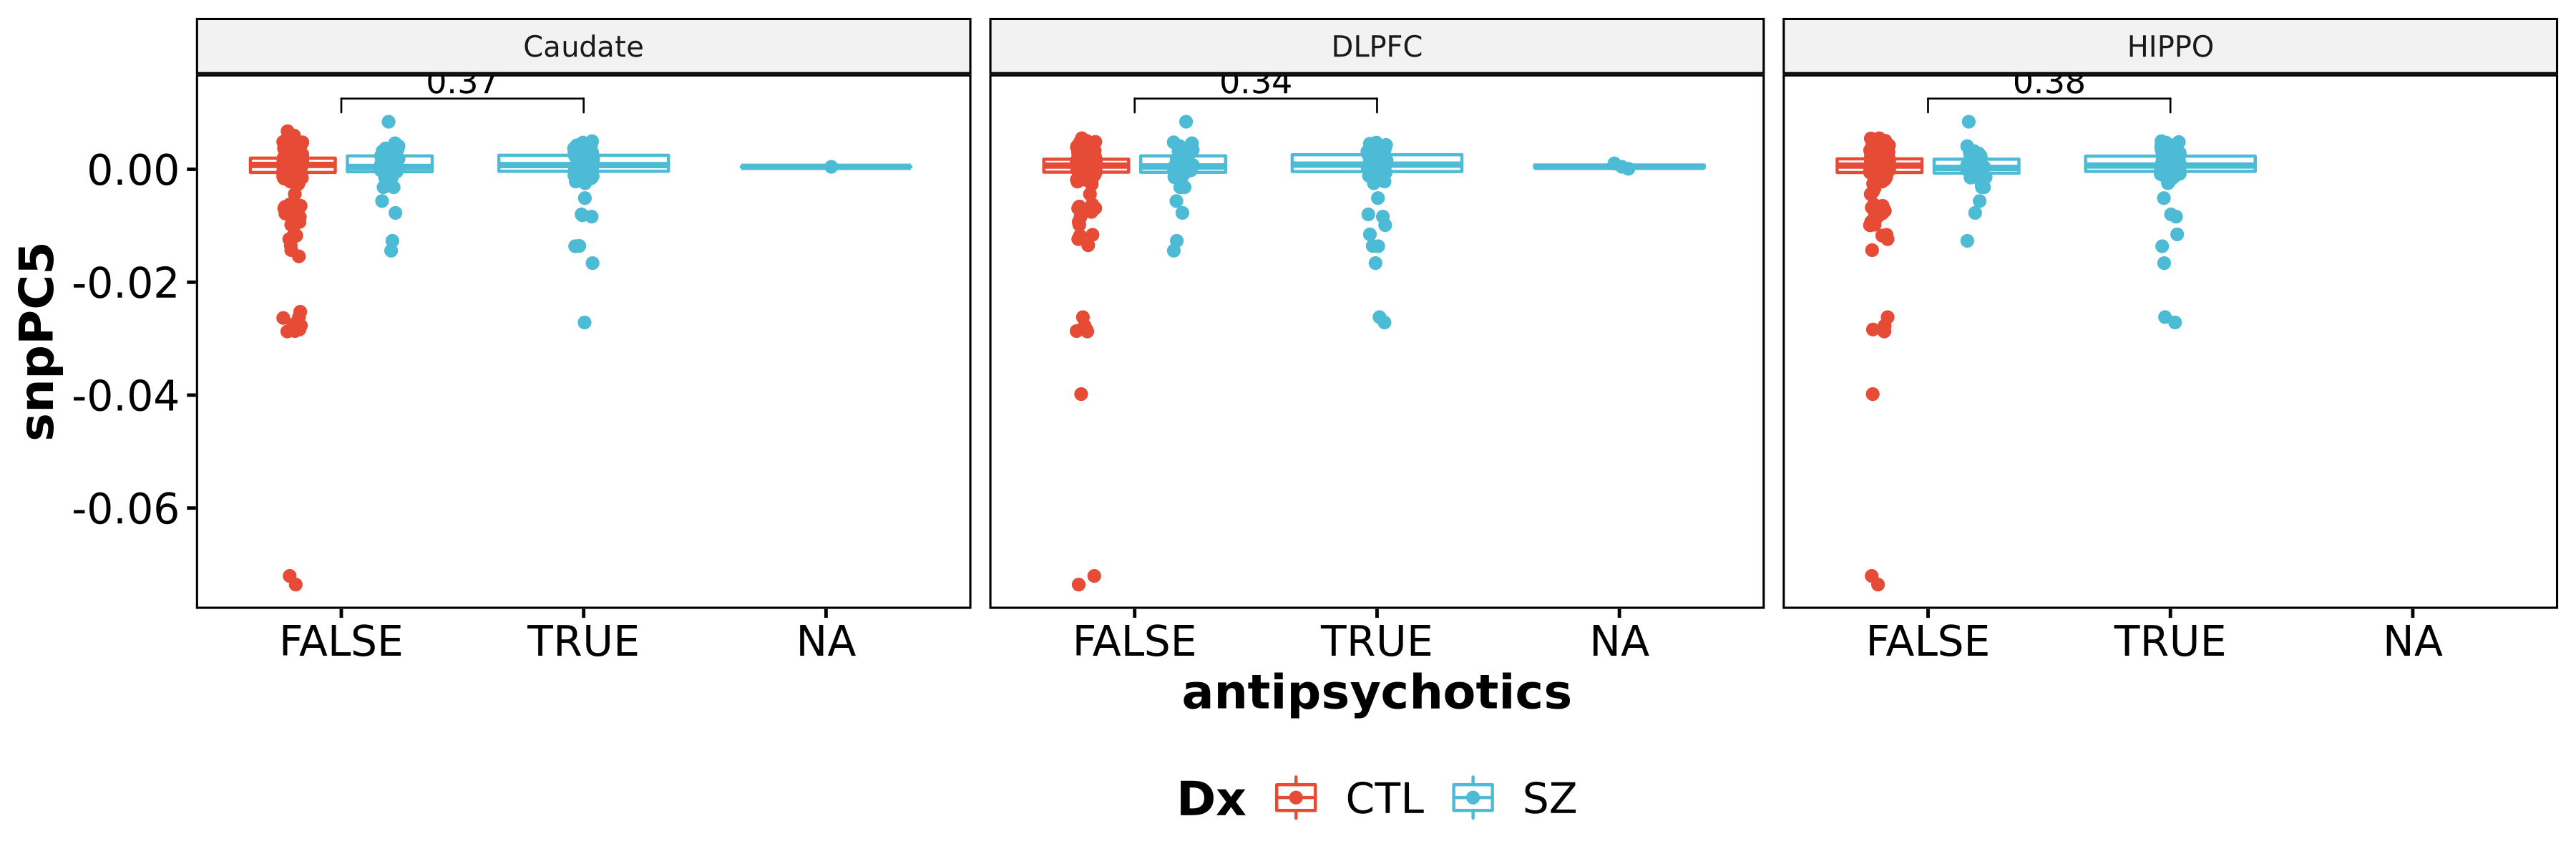 Caudate DLPFC HIPPO
0.37 0.34 0.38
0.00
-0.02
-0.04
-0.06
snpPC5
FALSE TRUE NA FALSE TRUE NA FALSE TRUE NA
antipsychotics
Dx CTL SZ